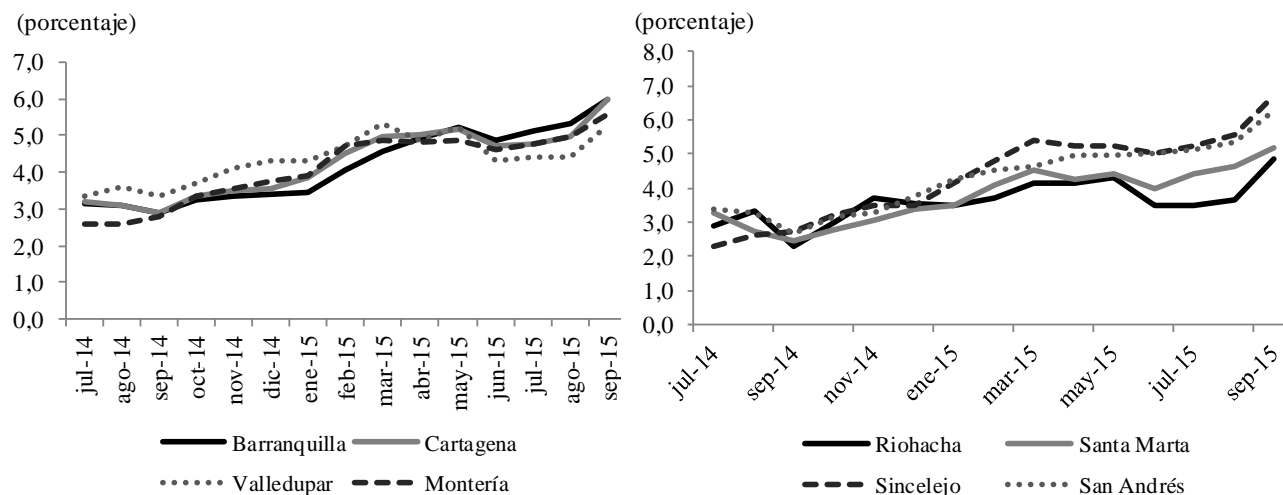 (porcentaje)
7,0
6,0
5,0
4,0
3,0
2,0
1,0
0,0
jul-14
ago-14
sep-14
oct-14
nov-14
dic-14
ene-15
feb-15
mar-15
abr-15
may-15
jun-15
jul-15
ago-15
sep-15
Barranquilla
Cartagena
Valledupar
Montería
(porcentaje)
8,0
7,0
6,0
5,0
4,0
3,0
2,0
1,0
0,0
jul-14
sep-14
nov-14
ene-15
mar-15
may-15
jul-15
sep-15
Riohacha
Santa Marta
Sincelejo
San Andrés